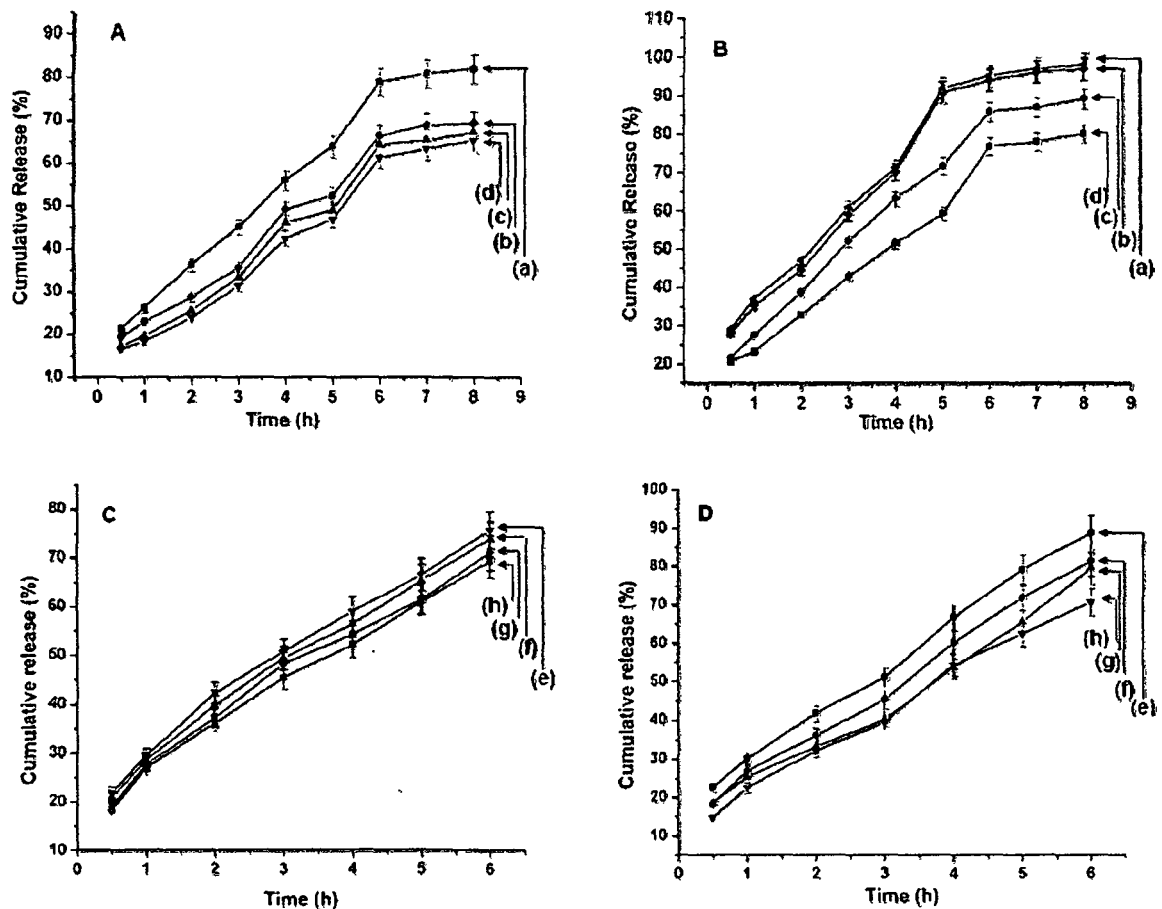 A
Cumulative Release (%)
80
70
60
50
40
30
20
10
0 1 2 3 4 5 6 7 8 9
Time (h)
(d)
(c)
(b)
(a)
B
Cumulative Release (%)
110
100
90
80
70
60
50
40
30
20
0 1 2 3 4 5 6 7 8 9
Time (h)
(d)
(c)
(b)
(a)
C
Cumulative release (%)
80
70
60
50
40
30
20
10
0 1 2 3 4 5 6
Time (h)
(h)
(g)
(f)
(e)
D
Cumulative release (%)
100
90
80
70
60
50
40
30
20
10
0 1 2 3 4 5 6
Time (h)
(h)
(g)
(f)
(e)